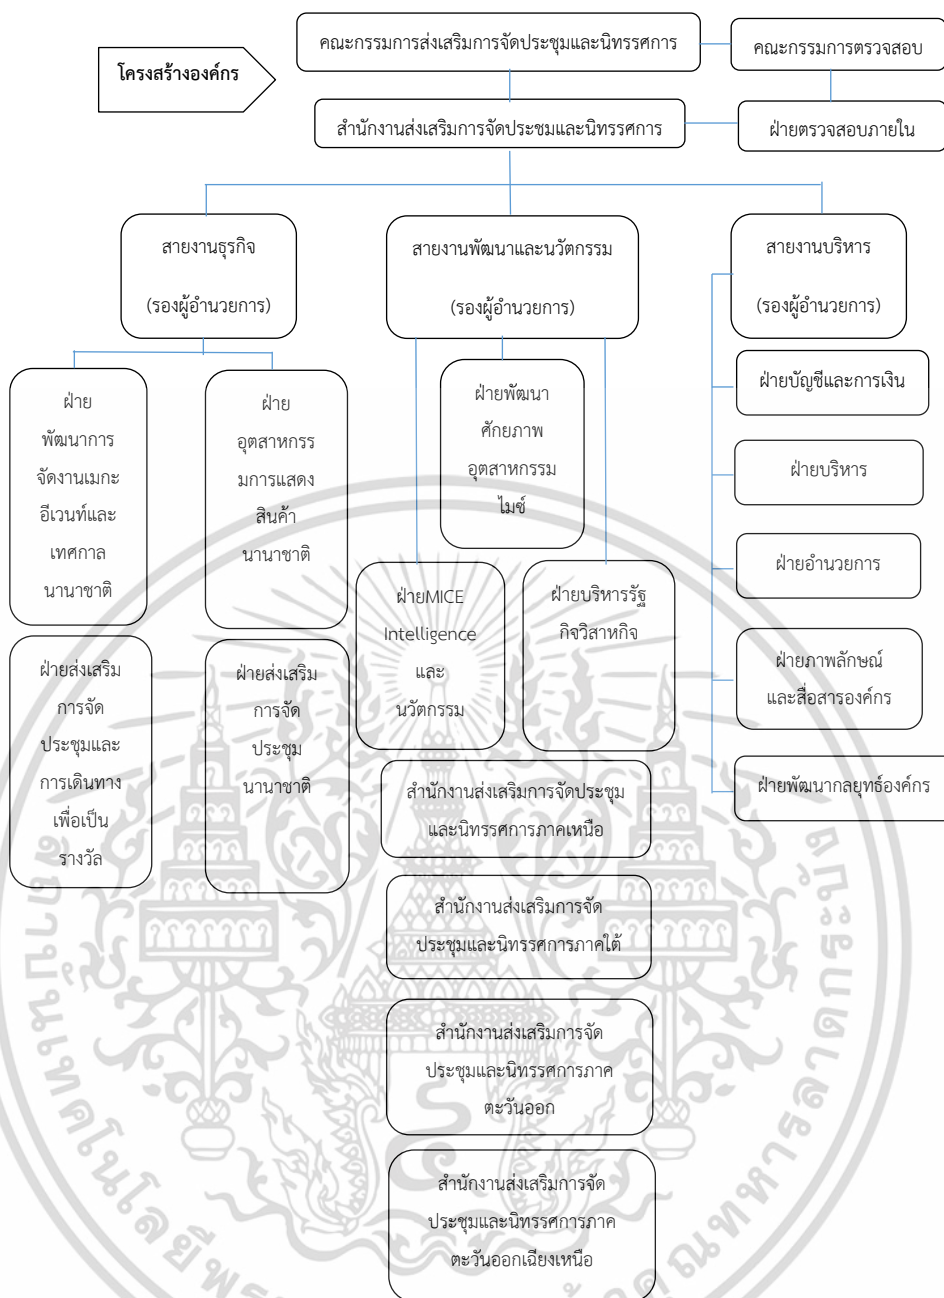 โครงสร้างองค์กร
คณะกรรมการส่งเสริมการจัดประชุมและนิทรรศการ
คณะกรรมการตรวจสอบ
สำนักงานส่งเสริมการจัดประชมและนิทรรศการ
ฝ่ายตรวจสอบภายใน
สายงานธุรกิจ
(รองผู้อำนวยการ)
สายงานพัฒนาและนวัตกรรม
(รองผู้อำนวยการ)
สายงานบริหาร
(รองผู้อำนวยการ)
ฝ่าย
พัฒนาการ
จัดงานเมกะ
อีเวนท์และ
เทศกาล
นานาชาติ
ฝ่าย
อุตสาหกรร
มการแสดง
สินค้า
นานาชาติ
ฝ่ายพัฒนา
ศักยภาพ
อุตสาหกรรม
ไมซ์
ฝ่ายบัญชีและการเงิน
ฝ่ายบริหาร
ฝ่ายอำนวยการ
ฝ่ายภาพลักษณ์
และสื่อสารองค์กร
ฝ่ายพัฒนากลยุทธ์องค์กร
ฝ่ายMICE
Intelligence
และ
นวัตกรรม
ฝ่ายบริหารรัฐ
กิจวิสาหกิจ
ฝ่ายส่งเสริม
การจัด
ประชุมและ
การเดินทาง
เพื่อเป็น
รางวัล
ฝ่ายส่งเสริม
การจัด
ประชุม
นานาชาติ
สำนักงานส่งเสริมการจัดประชุม
และนิทรรศการภาคเหนือ
สำนักงานส่งเสริมการจัด
ประชุมและนิทรรศการภาคใต้
สำนักงานส่งเสริมการจัด
ประชุมและนิทรรศการภาค
ตะวันออก
สำนักงานส่งเสริมการจัด
ประชุมและนิทรรศการภาค
ตะวันออกเฉียงเหนือ